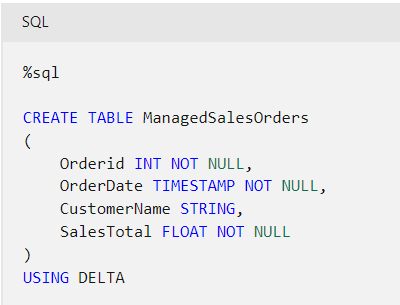 SQL
%sql
CREATE TABLE ManagedSalesOrders
(
    Orderid INT NOT NULL,
    OrderDate TIMESTAMP NOT NULL,
    CustomerName STRING,
    SalesTotal FLOAT NOT NULL
)
USING DELTA